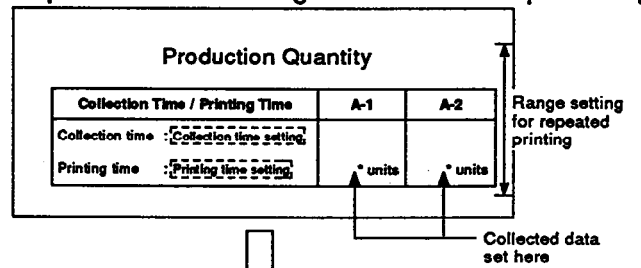 Production Quantity
Collection Time / Printing Time A-1 A-2
Collection time : Collection time setting
Printing time : Printing time setting * units * units
Range setting
for repeated
printing
Collected data
set here